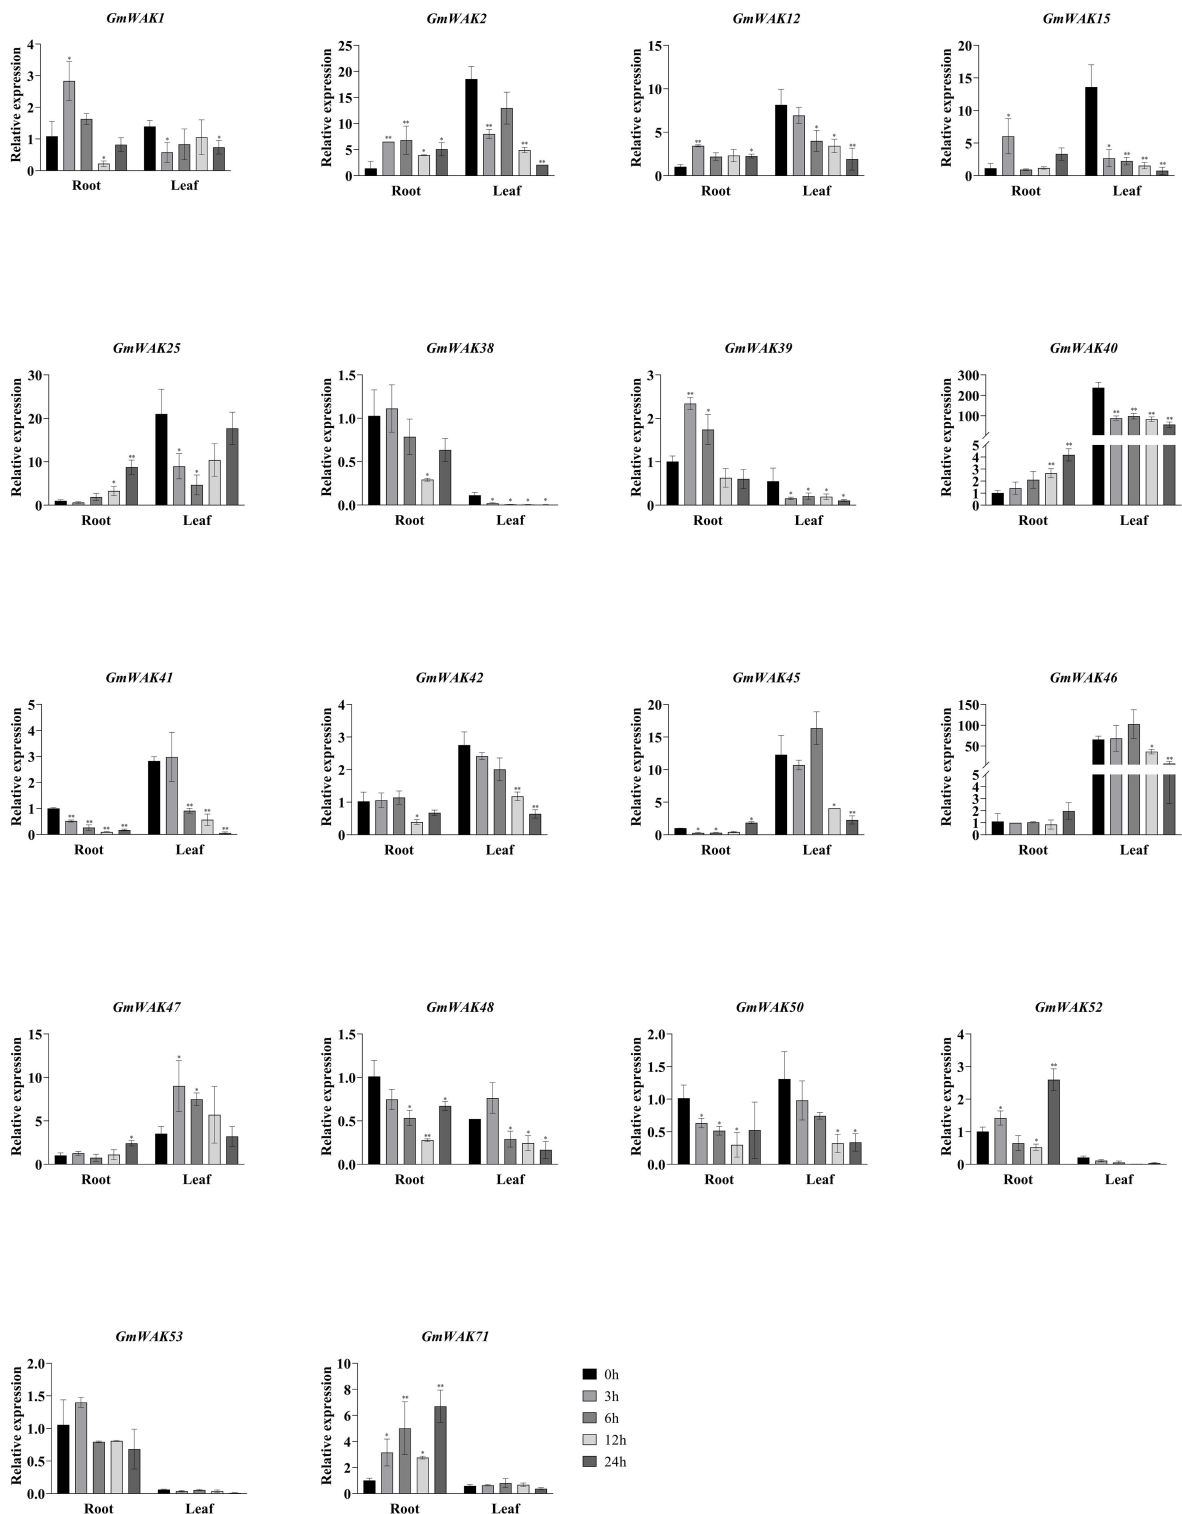 GmWAK1
Relative expression
4
3
2
1
0
*
*
*
*
Root
Leaf
GmWAK2
Relative expression
25
20
15
10
5
0
**
**
*
*
**
**
**
Root
Leaf
GmWAK12
Relative expression
15
10
5
0
**
*
*
*
**
Root
Leaf
GmWAK15
Relative expression
20
15
10
5
0
*
*
**
**
**
Root
Leaf
GmWAK25
Relative expression
30
20
10
0
*
**
*
*
Root
Leaf
GmWAK38
Relative expression
1.5
1.0
0.5
0.0
*
*
*
*
*
Root
Leaf
GmWAK39
Relative expression
3
2
1
0
**
*
*
*
*
*
Root
Leaf
GmWAK40
Relative expression
300
200
100
5
4
3
2
1
0
**
**
**
**
**
**
Root
Leaf
GmWAK41
Relative expression
5
4
3
2
1
0
**
**
**
**
**
**
**
Root
Leaf
GmWAK42
Relative expression
4
3
2
1
0
*
**
**
Root
Leaf
GmWAK45
Relative expression
20
15
10
5
0
*
*
*
*
**
Root
Leaf
GmWAK46
Relative expression
150
100
50
5
4
3
2
1
0
*
**
Root
Leaf
GmWAK47
Relative expression
15
10
5
0
*
*
*
Root
Leaf
GmWAK48
Relative expression
1.5
1.0
0.5
0.0
*
**
*
*
*
*
Root
Leaf
GmWAK50
Relative expression
2.0
1.5
1.0
0.5
0.0
*
*
*
*
*
Root
Leaf
GmWAK52
Relative expression
4
3
2
1
0
*
*
**
Root
Leaf
GmWAK53
Relative expression
2.0
1.5
1.0
0.5
0.0
Root
Leaf
GmWAK71
Relative expression
10
8
6
4
2
0
*
**
*
**
Root
Leaf
0h
3h
6h
12h
24h